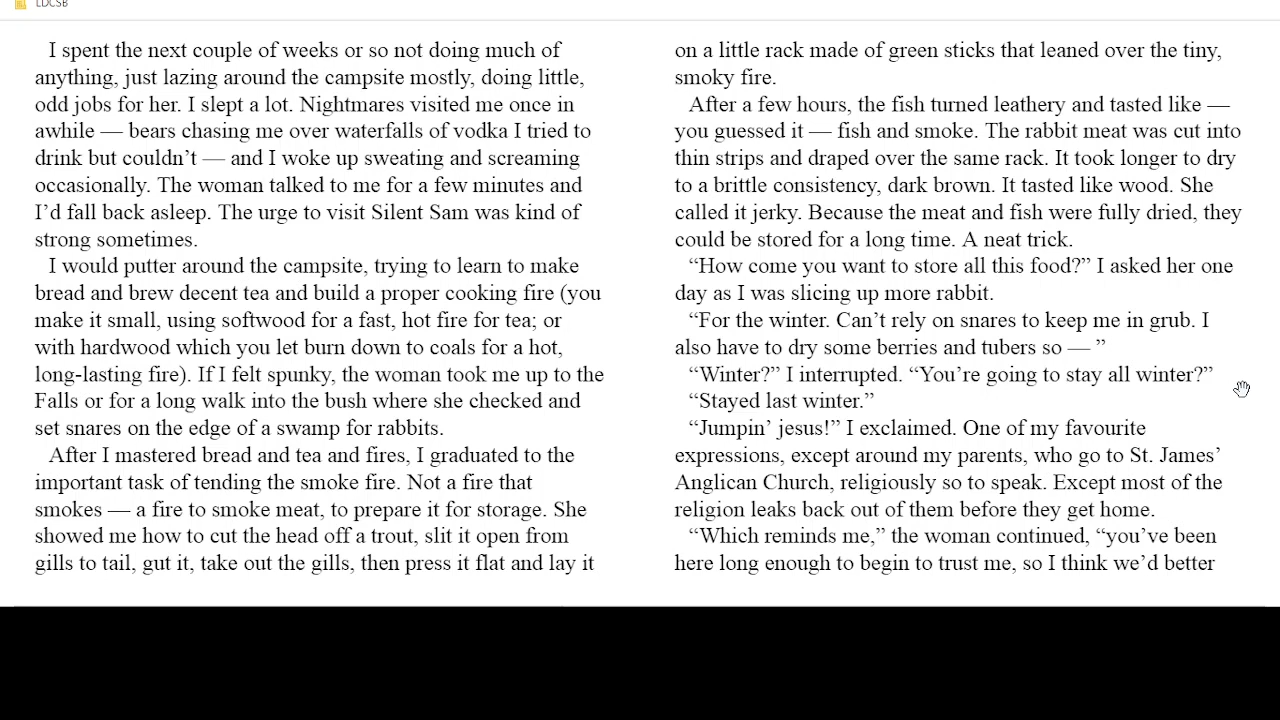 LDCSB
I spent the next couple of weeks or so not doing much of
anything, just lazing around the campsite mostly, doing little,
odd jobs for her. I slept a lot. Nightmares visited me once in
awhile — bears chasing me over waterfalls of vodka I tried to
drink but couldn’t — and I woke up sweating and screaming
occasionally. The woman talked to me for a few minutes and
I’d fall back asleep. The urge to visit Silent Sam was kind of
strong sometimes.
I would putter around the campsite, trying to learn to make
bread and brew decent tea and build a proper cooking fire (you
make it small, using softwood for a fast, hot fire for tea; or
with hardwood which you let burn down to coals for a hot,
long-lasting fire). If I felt spunky, the woman took me up to the
Falls or for a long walk into the bush where she checked and
set snares on the edge of a swamp for rabbits.
After I mastered bread and tea and fires, I graduated to the
important task of tending the smoke fire. Not a fire that
smokes — a fire to smoke meat, to prepare it for storage. She
showed me how to cut the head off a trout, slit it open from
gills to tail, gut it, take out the gills, then press it flat and lay it
on a little rack made of green sticks that leaned over the tiny,
smoky fire.
After a few hours, the fish turned leathery and tasted like —
you guessed it — fish and smoke. The rabbit meat was cut into
thin strips and draped over the same rack. It took longer to dry
to a brittle consistency, dark brown. It tasted like wood. She
called it jerky. Because the meat and fish were fully dried, they
could be stored for a long time. A neat trick.
“How come you want to store all this food?” I asked her one
day as I was slicing up more rabbit.
“For the winter. Can’t rely on snares to keep me in grub. I
also have to dry some berries and tubers so — ”
“Winter?” I interrupted. “You’re going to stay all winter?”
“Stayed last winter.”
“Jumpin’ jesus!” I exclaimed. One of my favourite
expressions, except around my parents, who go to St. James’
Anglican Church, religiously so to speak. Except most of the
religion leaks back out of them before they get home.
“Which reminds me,” the woman continued, “you’ve been
here long enough to begin to trust me, so I think we’d better